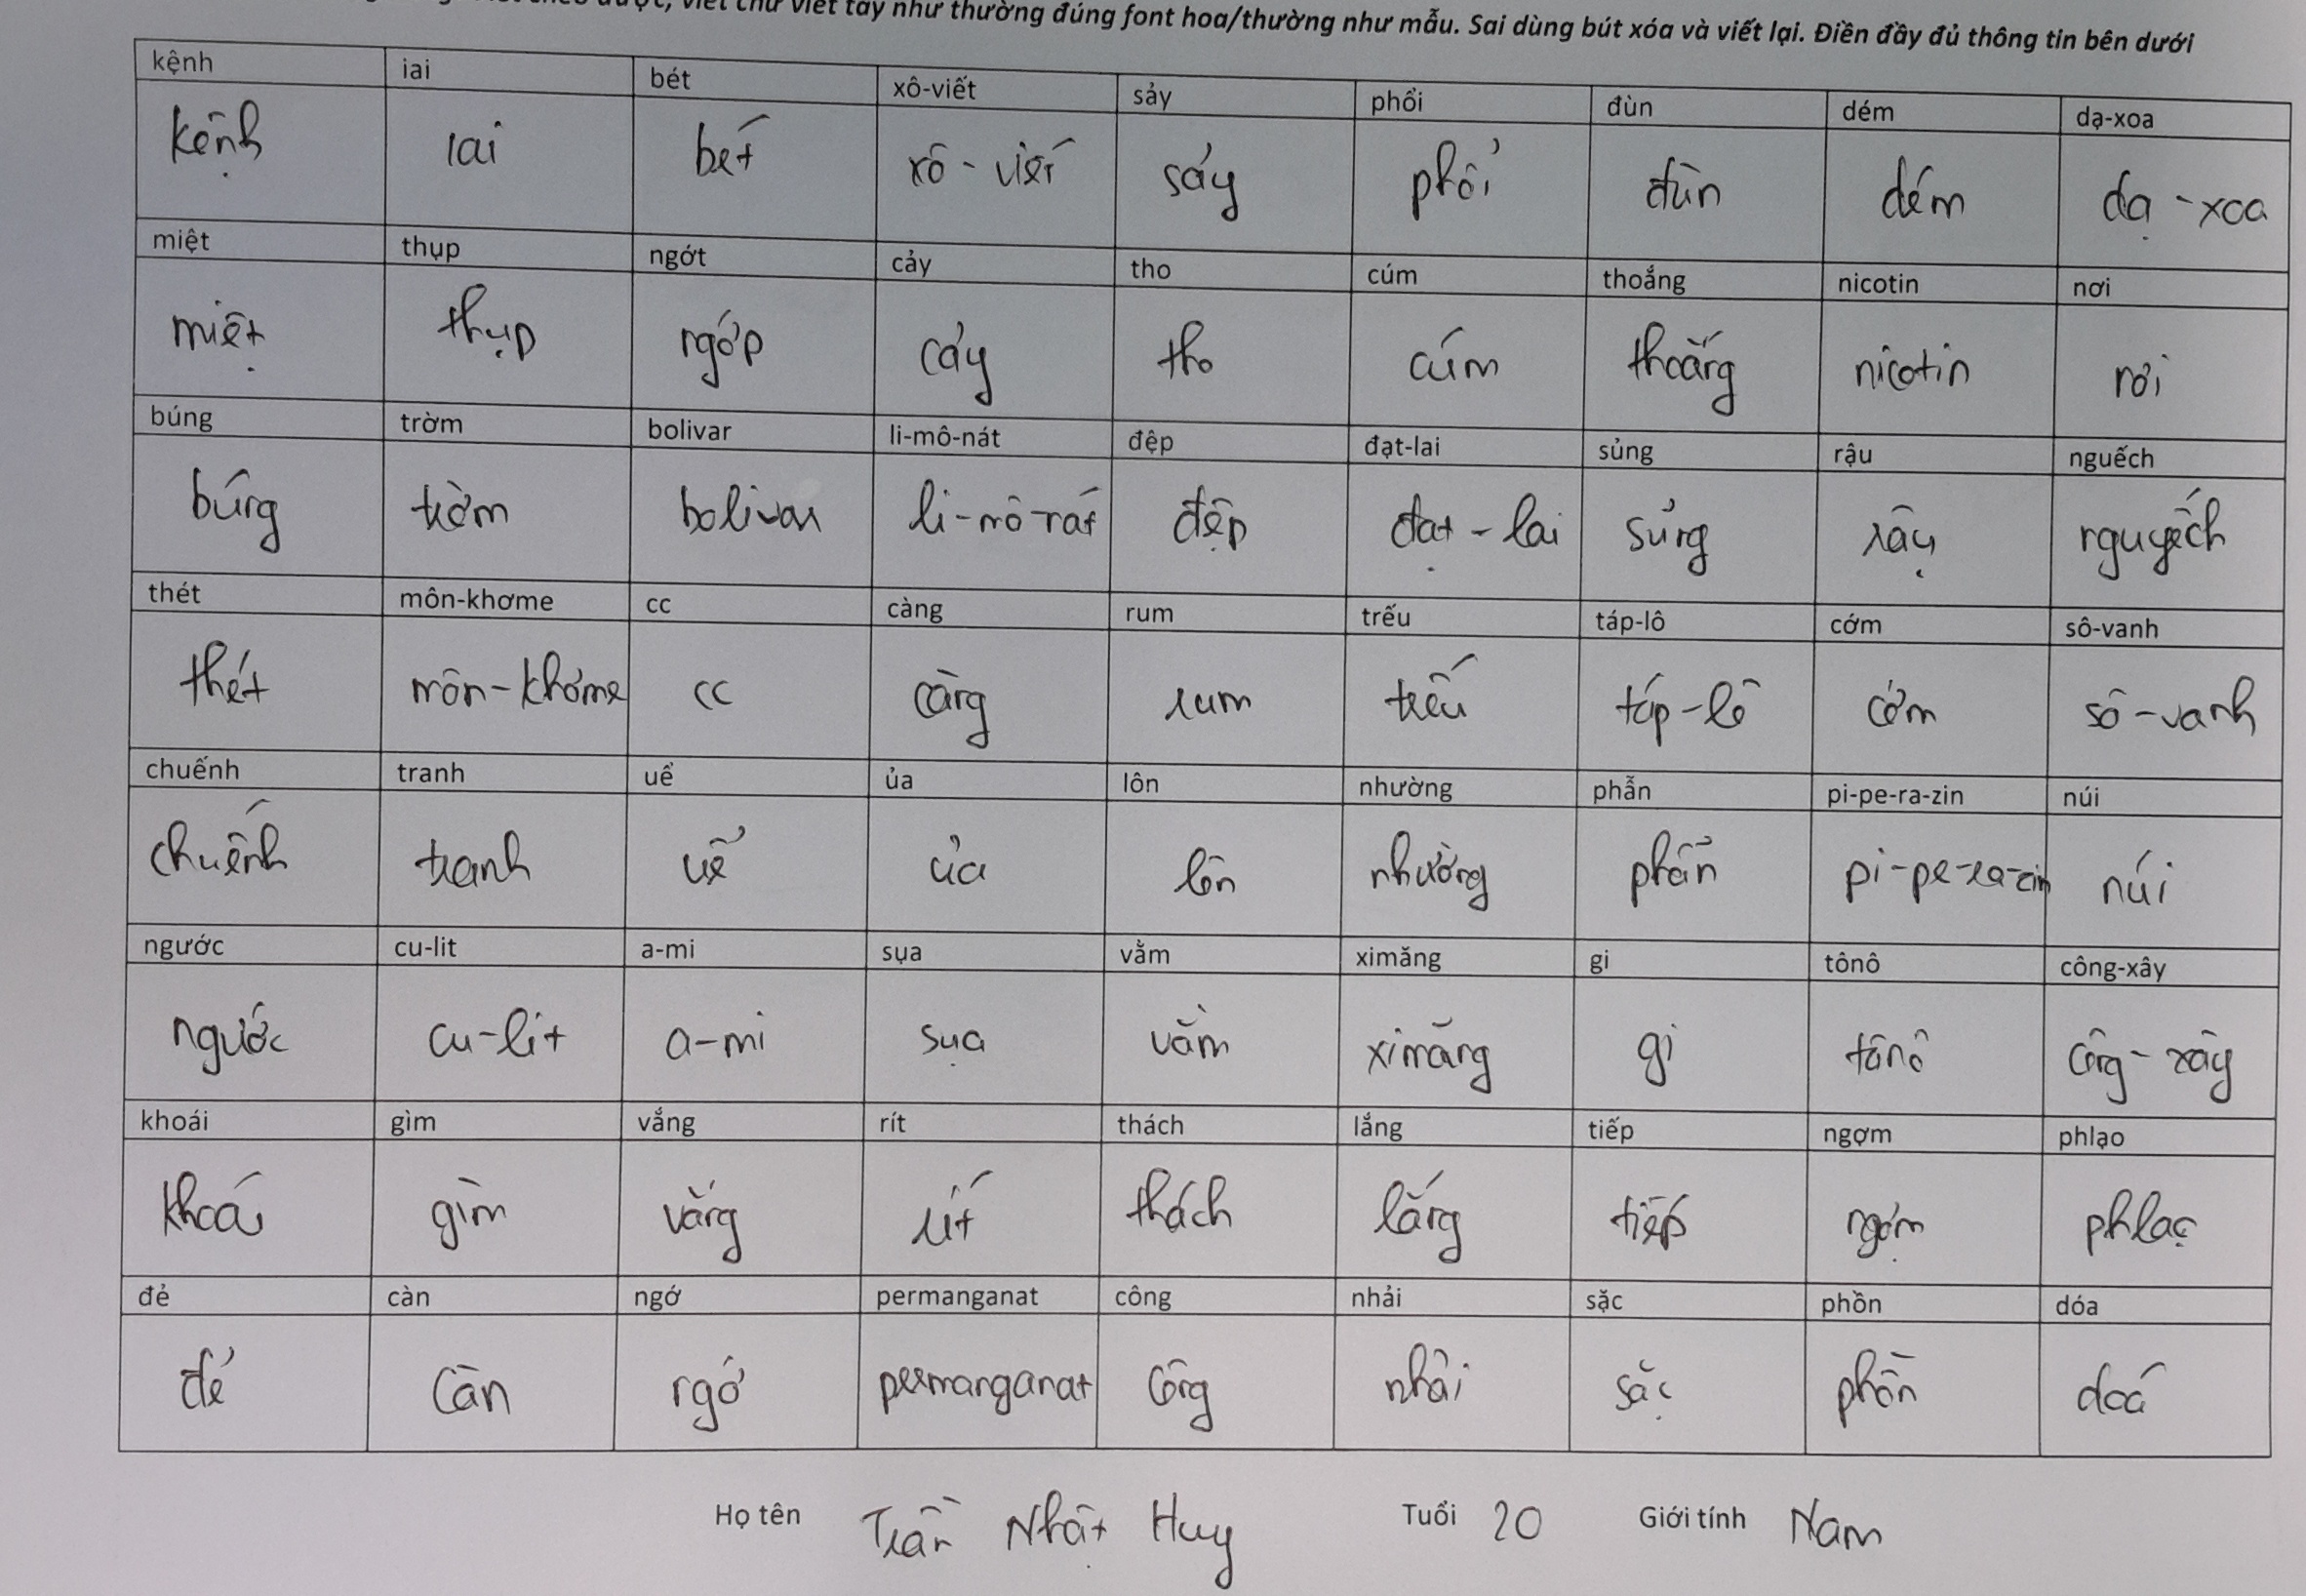 viết chữ viết tay như thường đúng font hoa/thường như mẫu. Sai dùng bút xóa và viết lại. Điền đầy đủ thông tin bên dưới
kệnh iai bét xô-viết sảy phổi đùn dém dạ-xoa
kệnh iai bét xô - viết sảy phổi đùn dém dạ - xoa
miệt thụp ngớt cảy tho cúm thoắng nicotin nơi
miệt thụp ngớp cảy tho cúm thoắng nicotin nơi
búng trờm bolivar li-mô-nát đệp đạt-lai sủng rậu nguếch
búng trờm bolivar li-mô-nát đệp đạt - lai sủng rậu nguyếch
thét môn-khơme cc càng rum trếu táp-lô cớm sô-vanh
thét môn-khơme cc càng rum trếu táp-lô cớm sô-vanh
chuếnh tranh uể ủa lôn nhường phẫn pi-pe-ra-zin núi
chuếnh tranh uể ủa lôn nhường phẩn pi-pe-ra-zin núi
ngước cu-lit a-mi sụa vằm ximăng gi tônô công-xây
ngước cu-lit a-mi sụa vằm ximăng gi tônô công-xây
khoái gìm vắng rít thách lắng tiếp ngợm phlạo
khoái gìm vắng rít thách lắng tiếp ngợm phlạo
đẻ càn ngớ permanganat công nhải sặc phồn dóa
đẻ càn ngớ permanganat công nhải sặc phồn doá
Họ tên Trần Nhật Huy Tuổi 20 Giới tính Nam